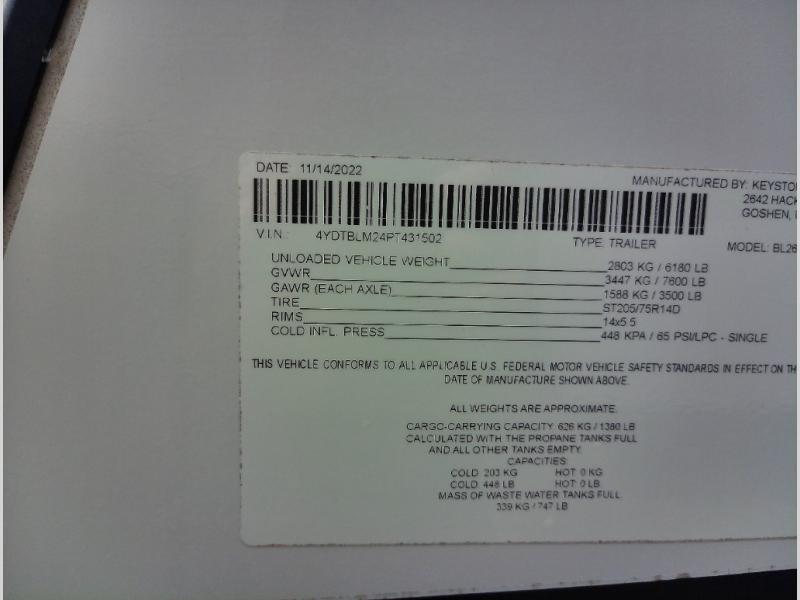 DATE: 11/14/2022
MANUFACTURED BY: KEYSTO
2642 HACK
GOSHEN,
V.I.N.: 4YDTBLM24PT431502
TYPE: TRAILER
MODEL: BL26
UNLOADED VEHICLE WEIGHT 2803 KG / 6180 LB
GVWR 3447 KG / 7600 LB
GAWR (EACH AXLE) 1588 KG / 3500 LB
TIRE ST205/75R14D
RIMS 14x5.5
COLD INFL. PRESS 448 KPA / 65 PSI/LPC - SINGLE
THIS VEHICLE CONFORMS TO ALL APPLICABLE U.S. FEDERAL MOTOR VEHICLE SAFETY STANDARDS IN EFFECT ON TH
DATE OF MANUFACTURE SHOWN ABOVE.
ALL WEIGHTS ARE APPROXIMATE.
CARGO-CARRYING CAPACITY: 626 KG / 1380 LB
CALCULATED WITH THE PROPANE TANKS FULL
AND ALL OTHER TANKS EMPTY.
CAPACITIES:
COLD: 203 KG HOT: 0 KG
COLD: 448 LB HOT: 0 LB
MASS OF WASTE WATER TANKS FULL:
339 KG / 747 LB